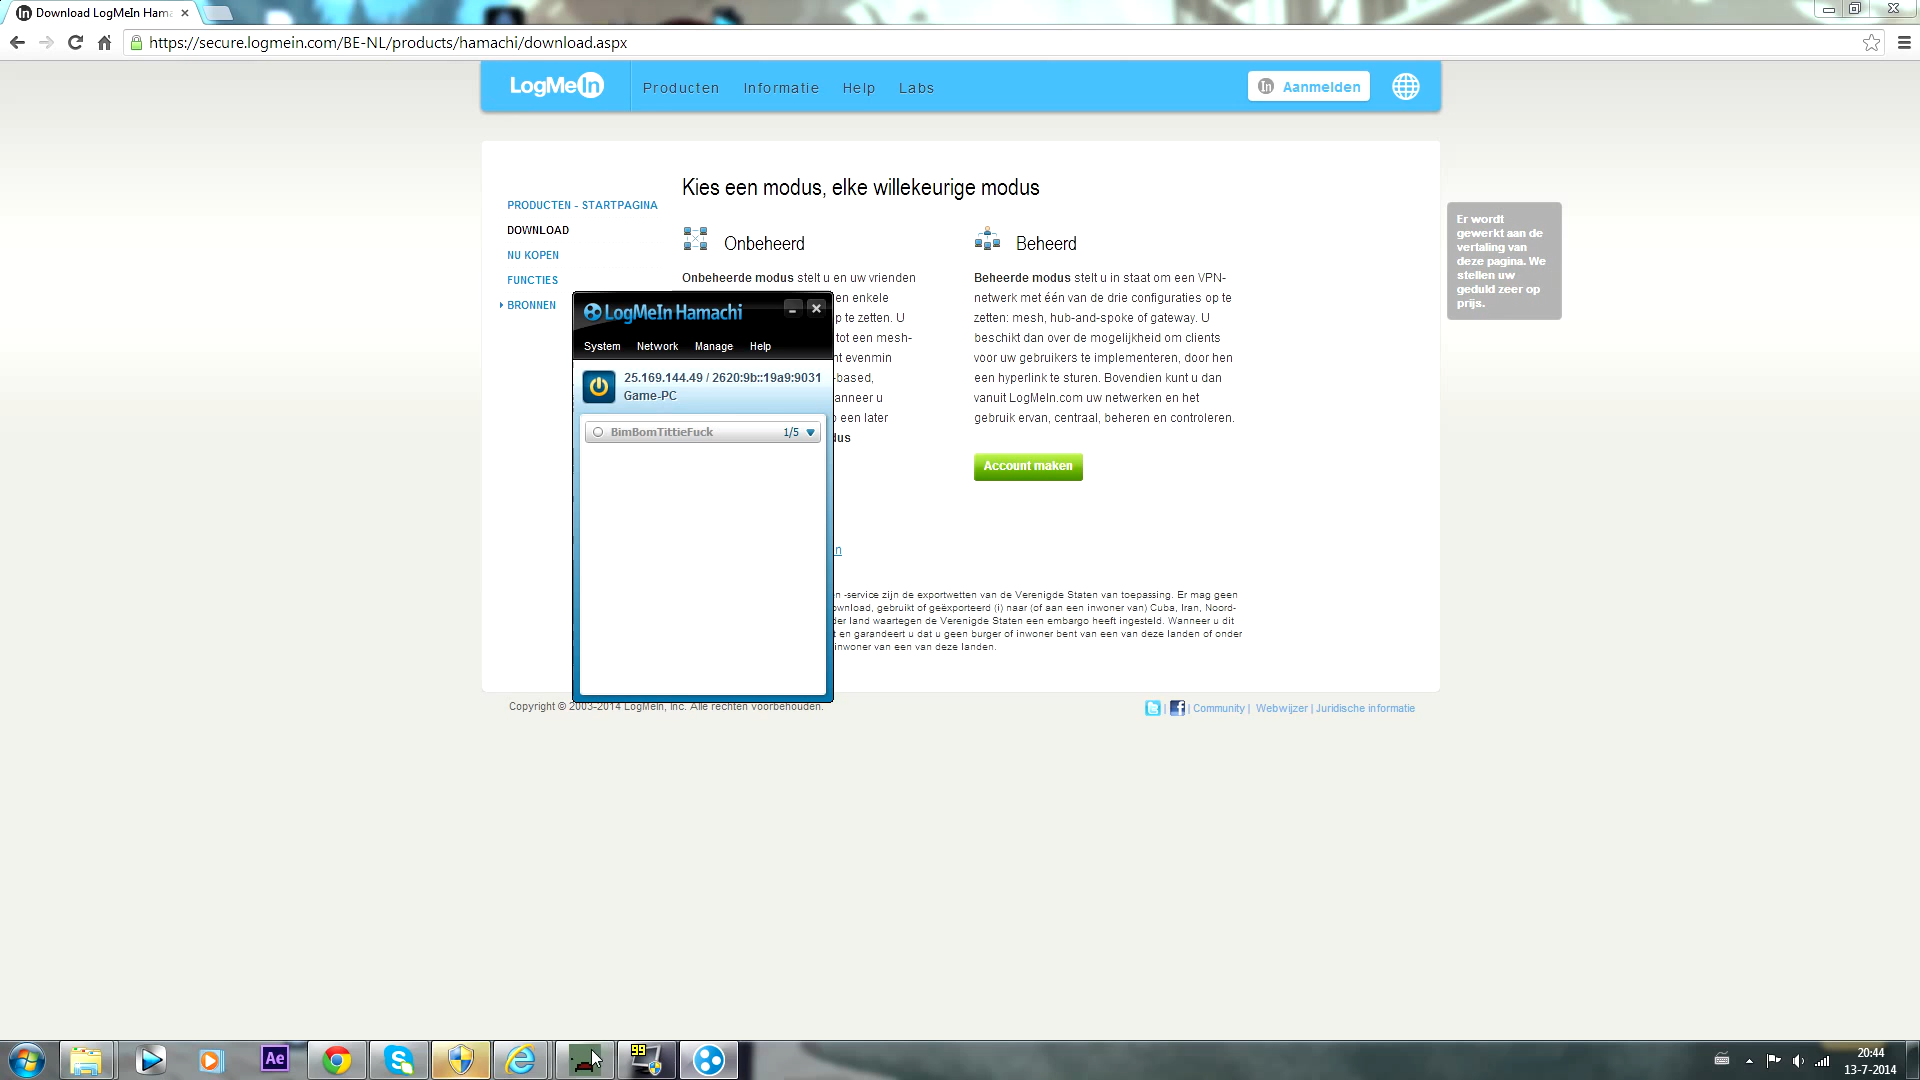 Download LogMeIn Hama
https://secure.logmein.com/BE-NL/products/hamachi/download.aspx
LogMeIn
Producten Informatie Help Labs
in Aanmelden
Kies een modus, elke willekeurige modus
PRODUCTEN - STARTPAGINA
DOWNLOAD
NU KOPEN
FUNCTIES
BRONNEN
Onbeheerd
Onbeheerde modus stelt u en uw vrienden
en enkele
p te zetten. U
tot een mesh-
nt evenmin
-based,
anneer u
een later
dus
n
Beheerd
Beheerde modus stelt u in staat om een VPN-
netwerk met één van de drie configuraties op te
zetten: mesh, hub-and-spoke of gateway. U
beschikt dan over de mogelijkheid om clients
voor uw gebruikers te implementeren, door hen
een hyperlink te sturen. Bovendien kunt u dan
vanuit LogMeIn.com uw netwerken en het
gebruik ervan, centraal, beheren en controleren.
Account maken
Er wordt
gewerkt aan de
vertaling van
deze pagina. We
stellen uw
geduld zeer op
prijs.
LogMeIn Hamachi
System Network Manage Help
25.169.144.49 / 2620:9b::19a9:9031
Game-PC
BimBomTittieFuck 1/5
n -service zijn de exportwetten van de Verenigde Staten van toepassing. Er mag geen
ownload, gebruikt of geëxporteerd (i) naar (of aan een inwoner van) Cuba, Iran, Noord-
der land waartegen de Verenigde Staten een embargo heeft ingesteld. Wanneer u dit
t en garandeert u dat u geen burger of inwoner bent van een van deze landen of onder
inwoner van een van deze landen.
Copyright © 2003-2014 LogMeIn, Inc. Alle rechten voorbehouden.
| | Community | Webwijzer | Juridische informatie
Ae
99
20:44
13-7-2014